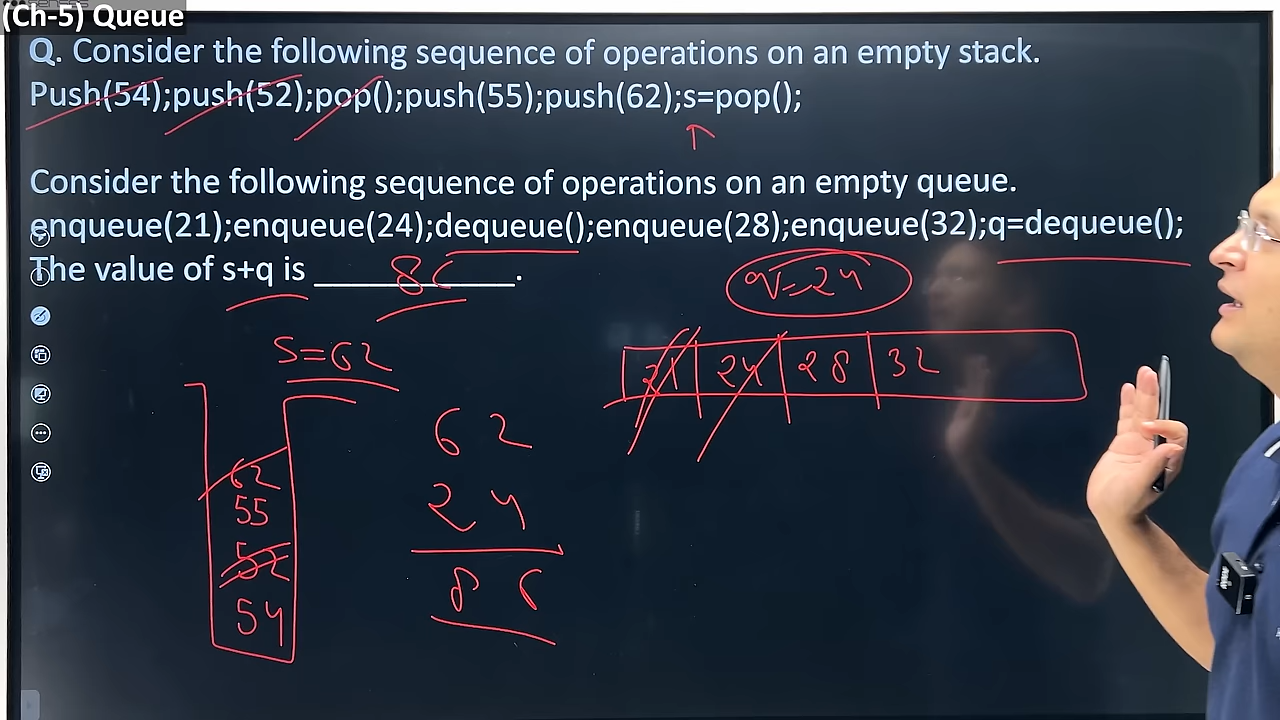 (Ch-5) Queue
Q. Consider the following sequence of operations on an empty stack.
Push(54);push(52);pop();push(55);push(62);s=pop();
Consider the following sequence of operations on an empty queue.
enqueue(21);enqueue(24);dequeue();enqueue(28);enqueue(32);q=dequeue();
The value of s+q is ____________ .
86
q=24
s=62
21 24 28 32
62
55
52
54
62
24
86